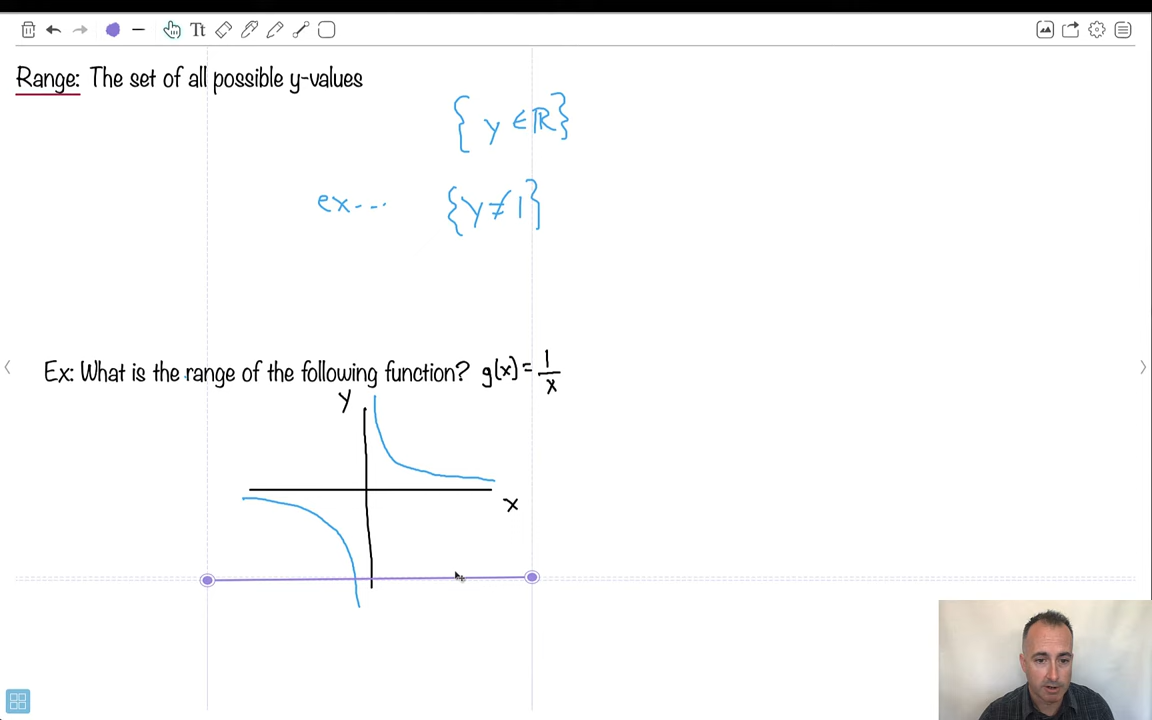 Tt
Range: The set of all possible y-values
{ y ∈ ℝ }
ex... {y ≠ 1}
Ex: What is the range of the following function? g(x) = 1/x
y
x